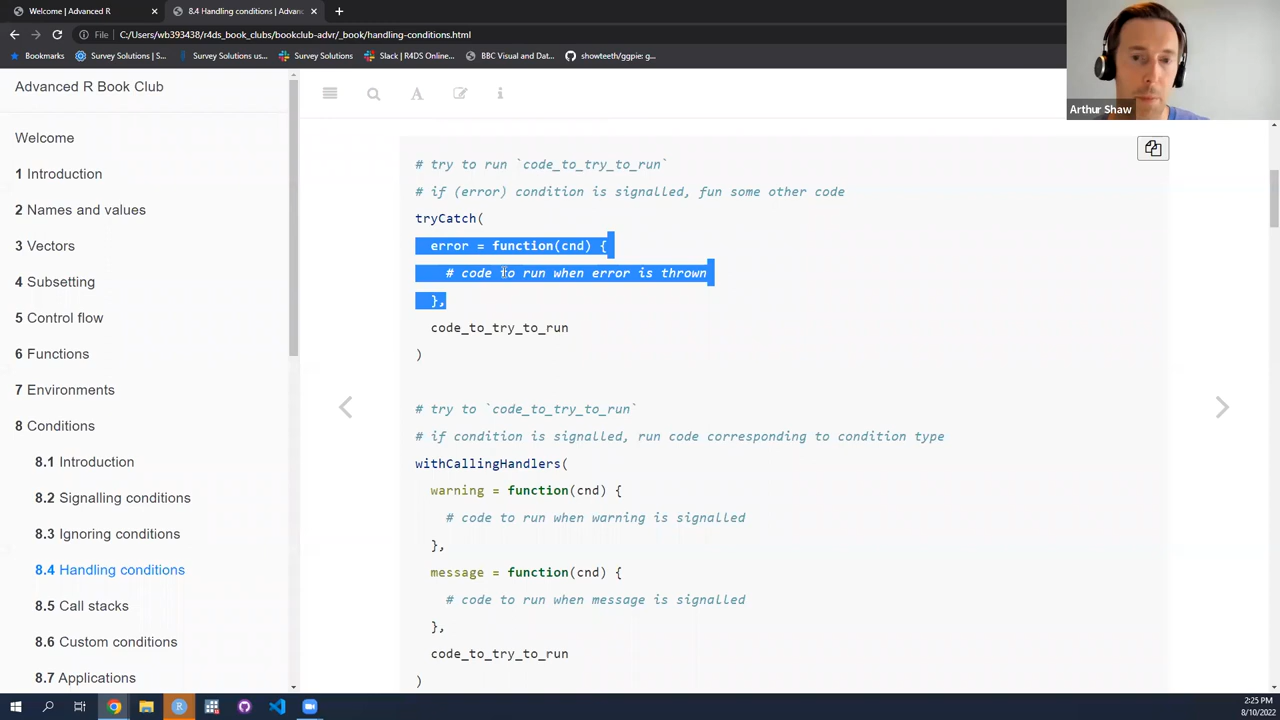 Welcome | Advanced R
8.4 Handling conditions | Advanc
File
C:/Users/wb393438/r4ds_book_clubs/bookclub-advr/_book/handling-conditions.html
Bookmarks
Survey Solutions | S...
Survey Solutions us...
Survey Solutions
Slack | R4DS Online...
BBC Visual and Dat...
showteeth/ggpie: g...
Arthur Shaw
Advanced R Book Club
Welcome
1 Introduction
2 Names and values
3 Vectors
4 Subsetting
5 Control flow
6 Functions
7 Environments
8 Conditions
8.1 Introduction
8.2 Signalling conditions
8.3 Ignoring conditions
8.4 Handling conditions
8.5 Call stacks
8.6 Custom conditions
8.7 Applications
# try to run `code_to_try_to_run`
# if (error) condition is signalled, fun some other code
tryCatch(
error = function(cnd) {
# code to run when error is thrown
},
code_to_try_to_run
)
# try to `code_to_try_to_run`
# if condition is signalled, run code corresponding to condition type
withCallingHandlers(
warning = function(cnd) {
# code to run when warning is signalled
},
message = function(cnd) {
# code to run when message is signalled
},
code_to_try_to_run
)
2:25 PM
8/10/2022